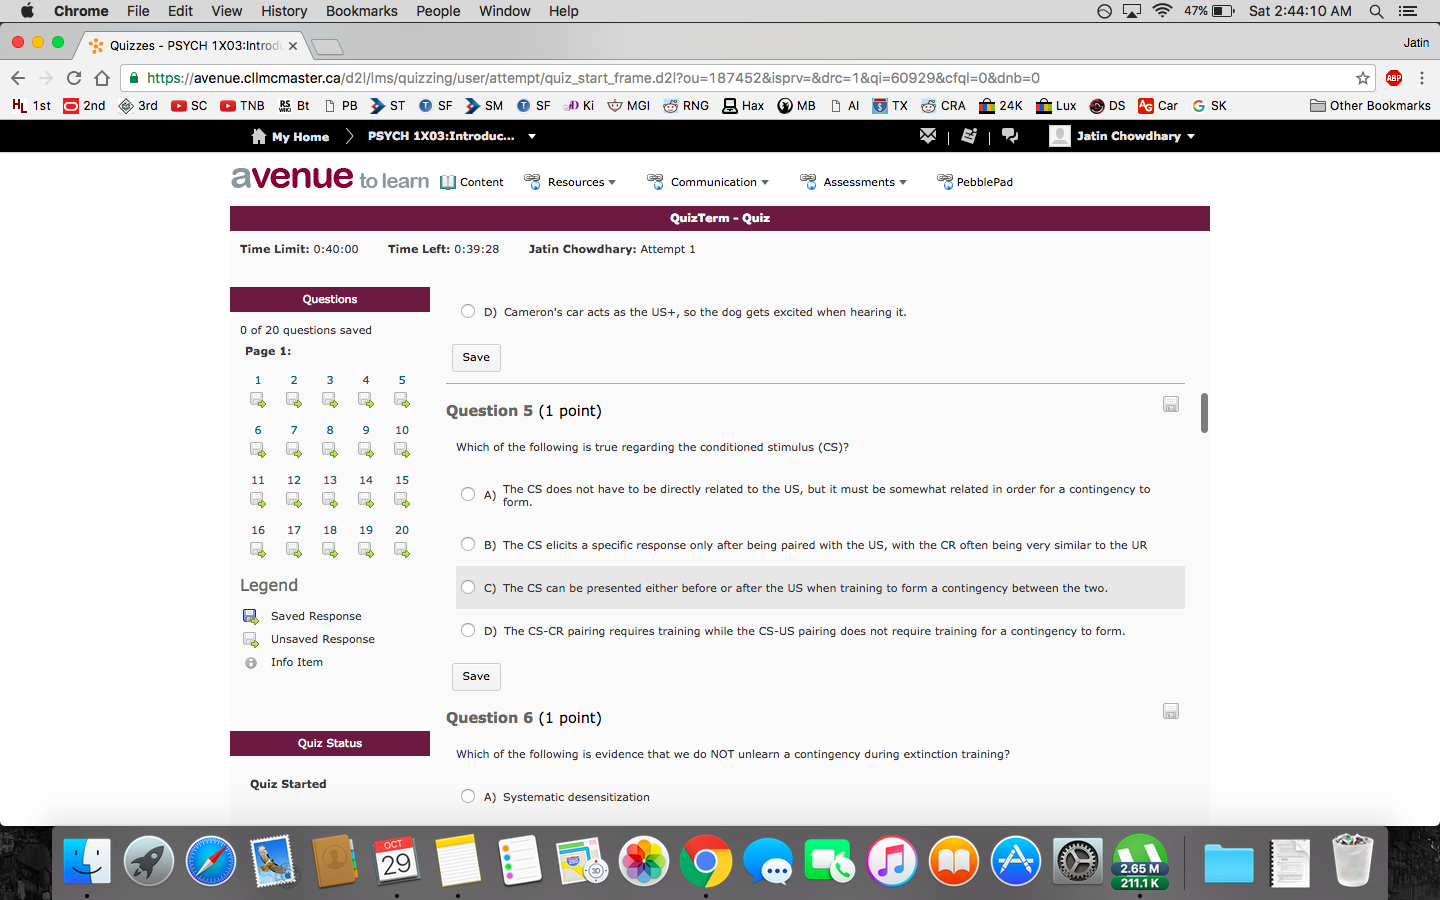 Chrome File Edit View History Bookmarks People Window Help 47% Sat 2:44:10 AM
Quizzes - PSYCH 1X03:Introdu Jatin
https://avenue.cllmcmaster.ca/d2l/lms/quizzing/user/attempt/quiz_start_frame.d2l?ou=187452&isprv=&drc=1&qi=60929&cfql=0&dnb=0 ABP
HL 1st 2nd 3rd SC TNB RS WIKI Bt PB ST T SF SM T SF Ki MGI RNG Hax MB AI TX CRA 24K Lux DS AG Car G SK Other Bookmarks
My Home PSYCH 1X03:Introduc... Jatin Chowdhary
avenue to learn Content Resources Communication Assessments PebblePad
QuizTerm - Quiz
Time Limit: 0:40:00 Time Left: 0:39:28 Jatin Chowdhary: Attempt 1
Questions
0 of 20 questions saved
Page 1:
1 2 3 4 5
6 7 8 9 10
11 12 13 14 15
16 17 18 19 20
Legend
Saved Response
Unsaved Response
Info Item
Quiz Status
Quiz Started
D) Cameron's car acts as the US+, so the dog gets excited when hearing it.
Save
Question 5 (1 point)
Which of the following is true regarding the conditioned stimulus (CS)?
A) The CS does not have to be directly related to the US, but it must be somewhat related in order for a contingency to
form.
B) The CS elicits a specific response only after being paired with the US, with the CR often being very similar to the UR
C) The CS can be presented either before or after the US when training to form a contingency between the two.
D) The CS-CR pairing requires training while the CS-US pairing does not require training for a contingency to form.
Save
Question 6 (1 point)
Which of the following is evidence that we do NOT unlearn a contingency during extinction training?
A) Systematic desensitization
OCT
29
3D
2.65 M
211.1 K